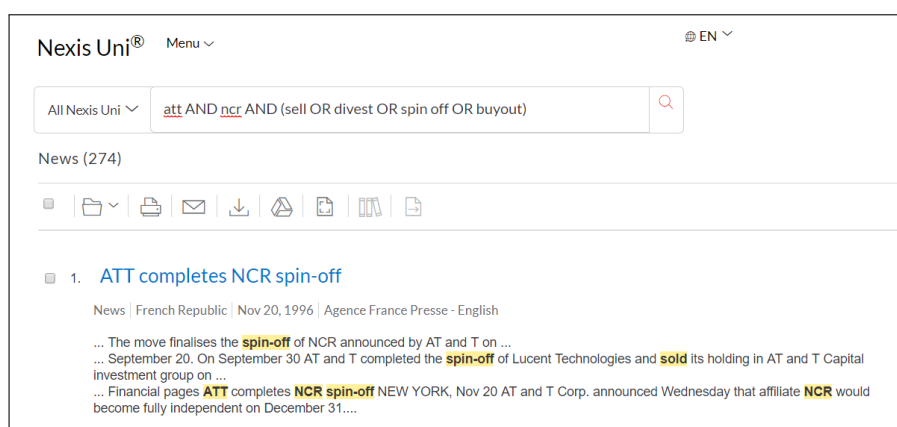 Nexis Uni® Menu EN
All Nexis Uni att AND ncr AND (sell OR divest OR spin off OR buyout)
News (274)
1. ATT completes NCR spin-off
News | French Republic | Nov 20, 1996 | Agence France Presse - English
... The move finalises the spin-off of NCR announced by AT and T on ...
... September 20. On September 30 AT and T completed the spin-off of Lucent Technologies and sold its holding in AT and T Capital
investment group on ...
... Financial pages ATT completes NCR spin-off NEW YORK, Nov 20 AT and T Corp. announced Wednesday that affiliate NCR would
become fully independent on December 31....